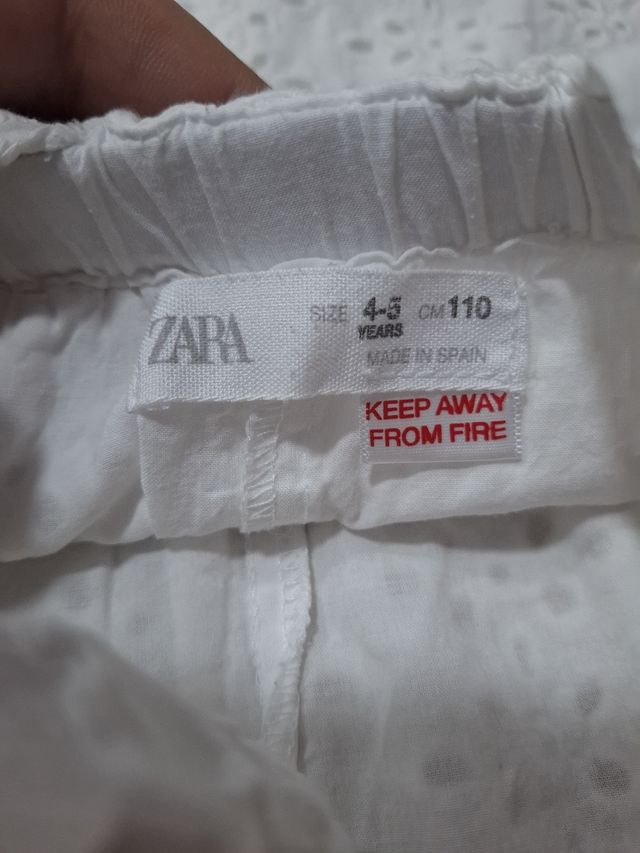 ZARA
SIZE 4-5 YEARS CM 110
MADE IN SPAIN
KEEP AWAY
FROM FIRE